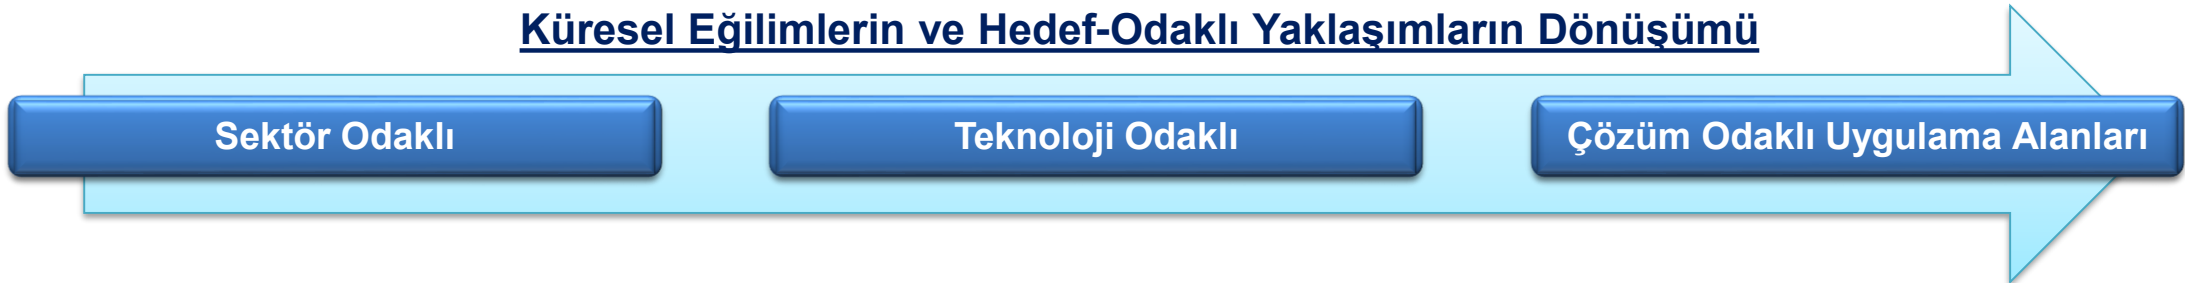 Küresel Eğilimlerin ve Hedef-Odaklı Yaklaşımların Dönüşümü
Sektör Odaklı
Teknoloji Odaklı
Çözüm Odaklı Uygulama Alanları